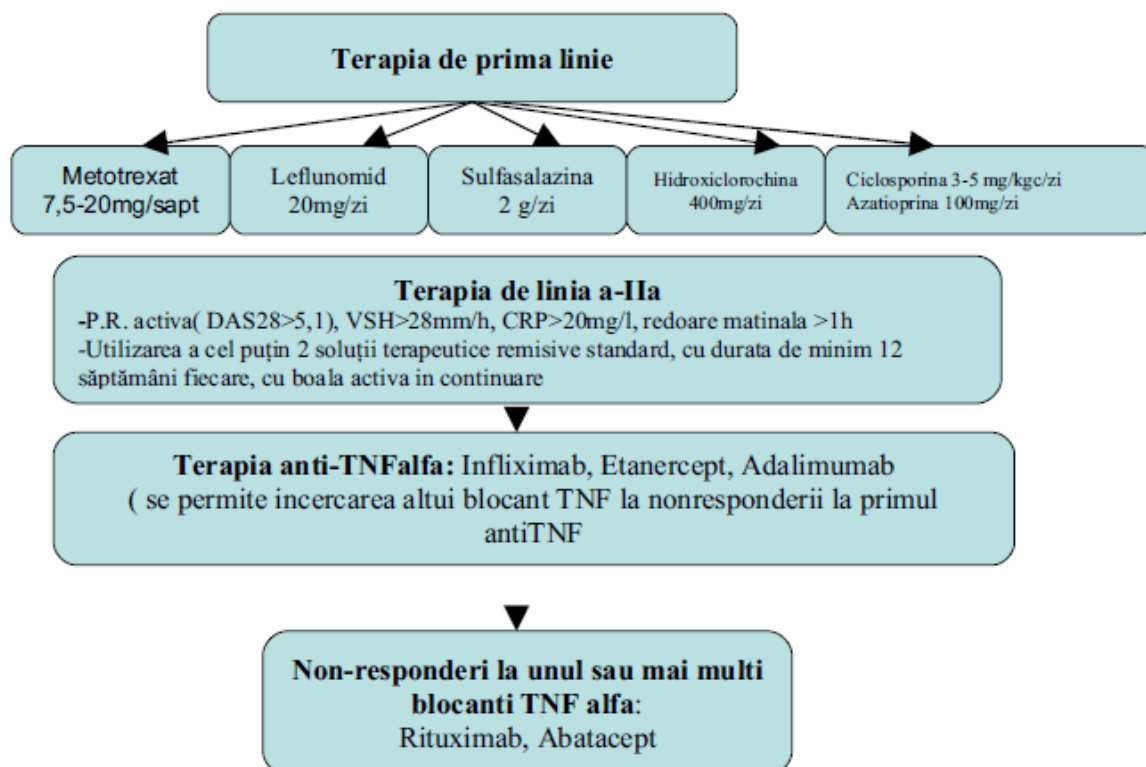 Terapia de prima linie
Metotrexat
7,5-20mg/sapt
Leflunomid
20mg/zi
Sulfasalazina
2 g/zi
Hidroxiclorochina
400mg/zi
Ciclosporina 3-5 mg/kgc/zi
Azatioprina 100mg/zi
Terapia de linia a-IIa
-P.R. activa( DAS28>5,1), VSH>28mm/h, CRP>20mg/l, redoare matinala >1h
-Utilizarea a cel puțin 2 soluții terapeutice remisive standard, cu durata de minim 12
săptămâni fiecare, cu boala activa in continuare
Terapia anti-TNFalfa: Infliximab, Etanercept, Adalimumab
( se permite incercarea altui blocant TNF la nonresponderii la primul
antiTNF
Non-responderi la unul sau mai multi
blocanti TNF alfa:
Rituximab, Abatacept